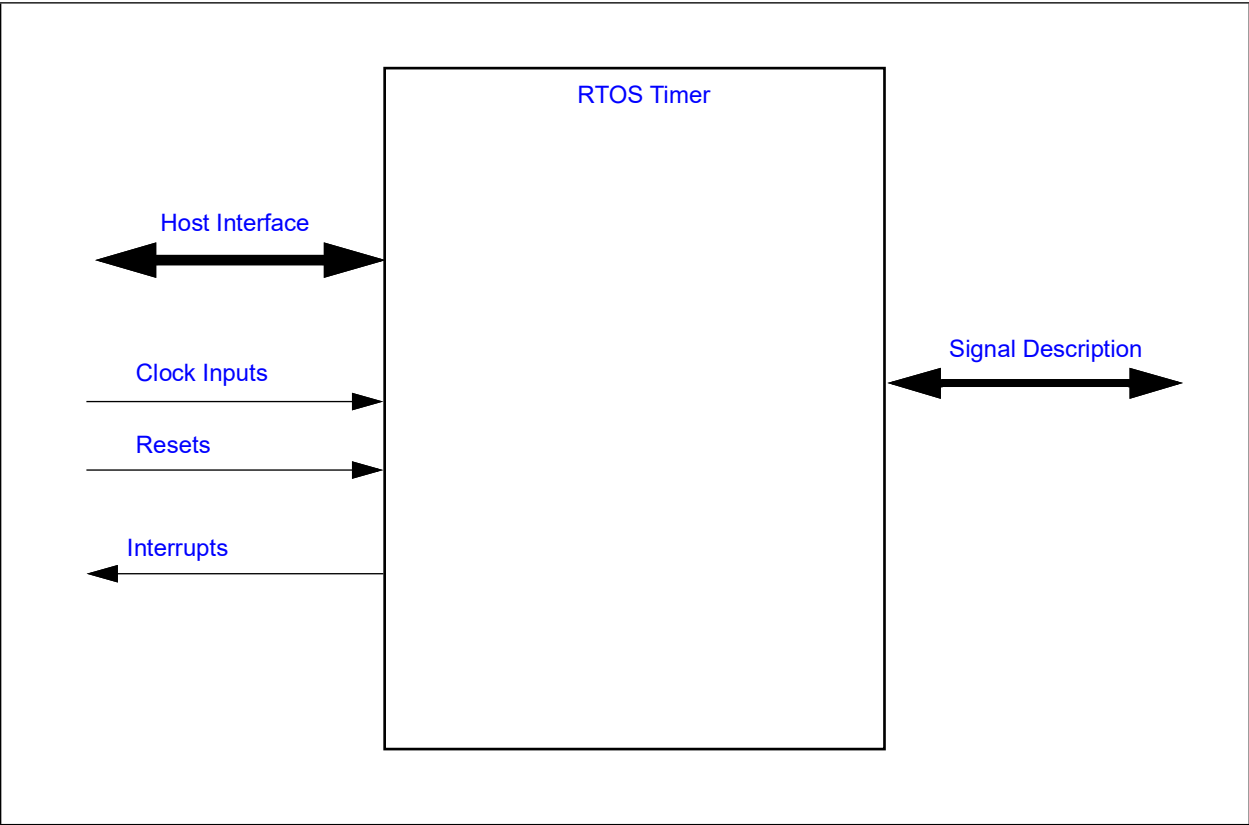 RTOS Timer
Host Interface
Signal Description
Clock Inputs
Resets
Interrupts